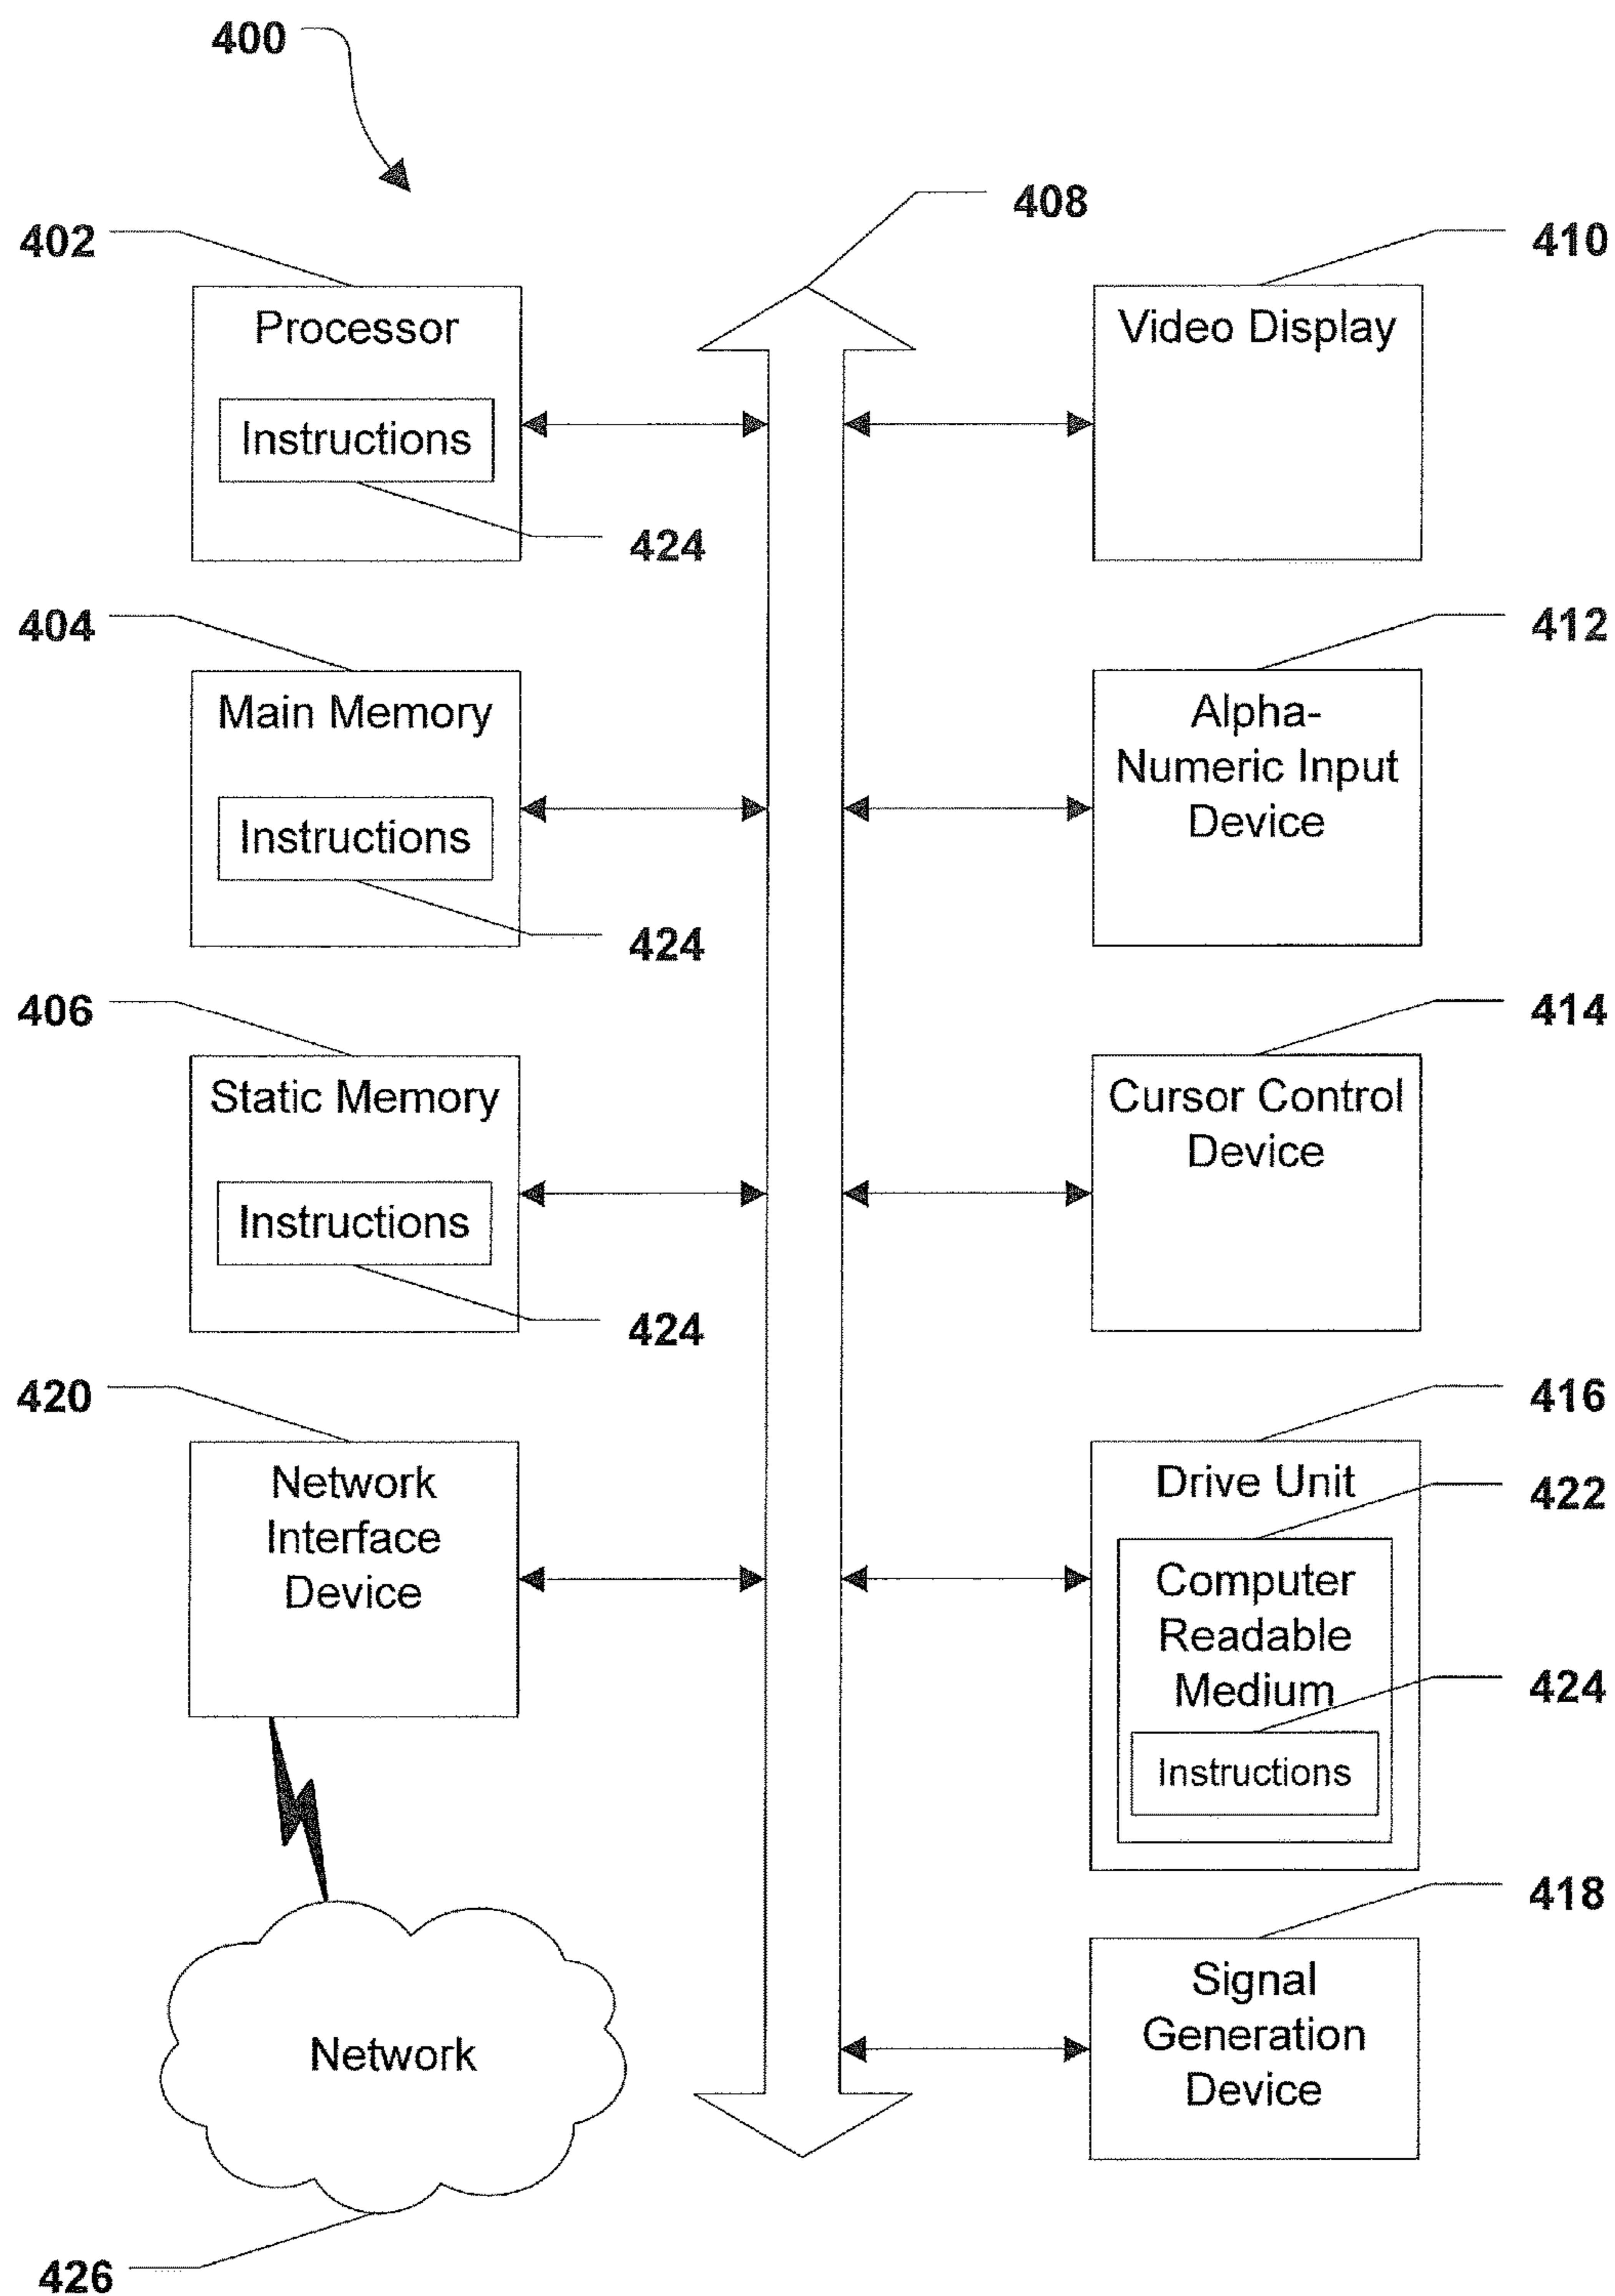 400
408
402
410
Processor
Video Display
Instructions
424
404
412
Main Memory
Alpha-
Numeric Input
Device
Instructions
424
406
414
Static Memory
Cursor Control
Device
Instructions
424
420
416
Network
Interface
Device
Drive Unit
422
Computer
Readable
Medium
424
Instructions
418
Signal
Generation
Device
Network
426